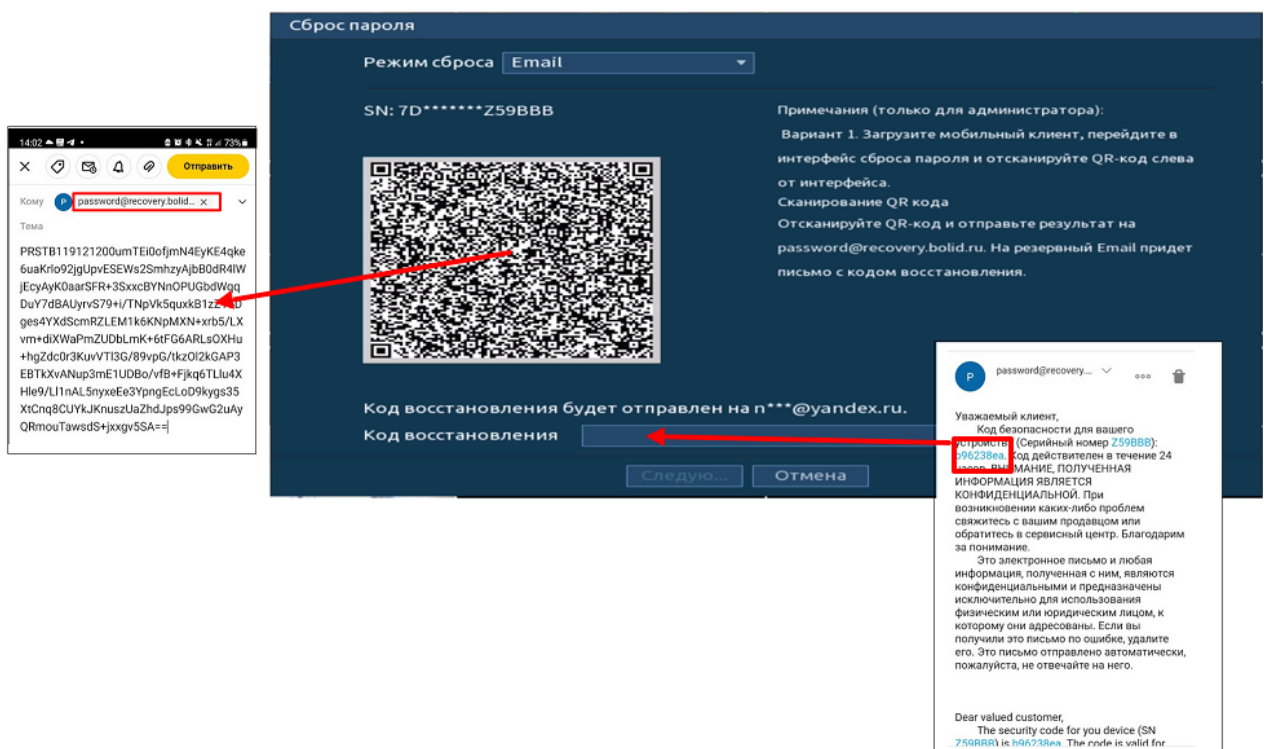 Сброс пароля
Режим сброса Email
SN: 7D*******Z59BBB
Примечания (только для администратора):
Вариант 1. Загрузите мобильный клиент, перейдите в
интерфейс сброса пароля и отсканируйте QR-код слева
от интерфейса.
Сканирование QR кода
Отсканируйте QR-код и отправьте результат на
password@recovery.bolid.ru. На резервный Email придет
письмо с кодом восстановления.
Код восстановления будет отправлен на n***@yandex.ru.
Код восстановления
Следую... Отмена
14:02 73%
Отправить
Кому P password@recovery.bolid... x
Тема
PRSTB119121200umTEi0ofjmN4EyKE4qke
6uaKrlo92jgUpvESEWs2SmhzyAjbB0dR4lW
jEcyAyK0aarSFR+3SxxcBYNnOPUGbdWgq
DuY7dBAUyrvS79+i/TNpVk5quxkB1zZ
ges4YXdScmRZLEM1k6KNpMXN+xrb5/LX
vm+diXWaPmZUDbLmK+6tFG6ARLsOXHu
+hgZdc0r3KuvVTl3G/89vpG/tkzOl2kGAP3
EBTkXvANup3mE1UDBo/vfB+Fjkq6TLlu4X
Hle9/Ll1nAL5nyxeEe3YpngEcLoD9kygs35
XtCnq8CUYkJKnuszUaZhdJps99GwG2uAy
QRmouTawsdS+jxxgv5SA==
P password@recovery....
Уважаемый клиент,
Код безопасности для вашего
устройства (Серийный номер Z59BBB):
b96238ea. Код действителен в течение 24
часов. ВНИМАНИЕ, ПОЛУЧЕННАЯ
ИНФОРМАЦИЯ ЯВЛЯЕТСЯ
КОНФИДЕНЦИАЛЬНОЙ. При
возникновении каких-либо проблем
свяжитесь с вашим продавцом или
обратитесь в сервисный центр. Благодарим
за понимание.
Это электронное письмо и любая
информация, полученная с ним, являются
конфиденциальными и предназначены
исключительно для использования
физическим или юридическим лицом, к
которому они адресованы. Если вы
получили это письмо по ошибке, удалите
его. Это письмо отправлено автоматически,
пожалуйста, не отвечайте на него.
Dear valued customer,
The security code for you device (SN
Z59BBB) is b96238ea. The code is valid for